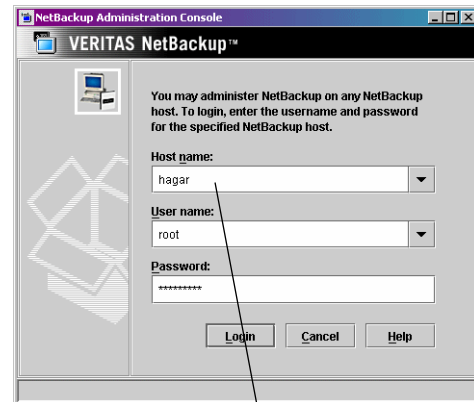 NetBackup Administration Console
VERITAS NetBackup™
You may administer NetBackup on any NetBackup
host. To login, enter the username and password
for the specified NetBackup host.
Host name:
hagar
User name:
root
Password:
*********
Login Cancel Help